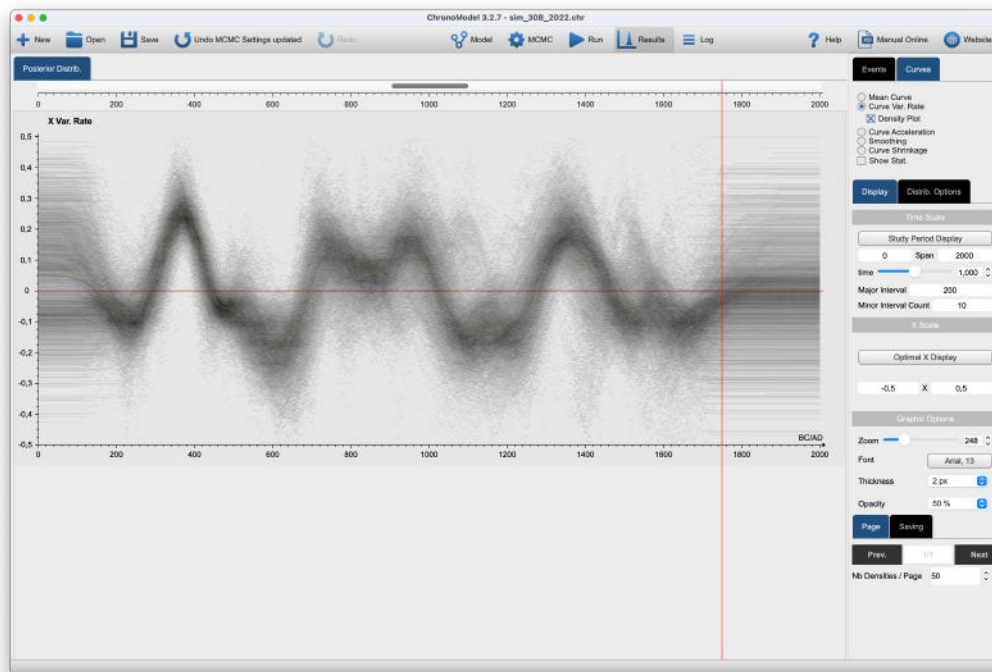 ChronoModel 3.2.7 - sim_30B_2022.chr
New Open Save Undo MCMC Settings updated Redo Model MCMC Run Results Log Help Manual Online Website
Posterior Distrib.
0 200 400 600 800 1000 1200 1400 1600 1800 2000
X Var. Rate
0,5
0,4
0,3
0,2
0,1
0
-0,1
-0,2
-0,3
-0,4
-0,5
BC/AD
0 200 400 600 800 1000 1200 1400 1600 1800 2000
Events Curves
Mean Curve
Curve Var. Rate
Density Plot
Curve Acceleration
Smoothing
Curve Shrinkage
Show Stat.
Display Distrib. Options
Time Scale
Study Period Display
0 Span 2000
time 1,000
Major Interval 200
Minor Interval Count 10
X Scale
Optimal X Display
-0,5 X 0,5
Graphic Options
Zoom 248
Font Arial, 13
Thickness 2 px
Opacity 50 %
Page Saving
Prev. 1/1 Next
Nb Densities / Page 50